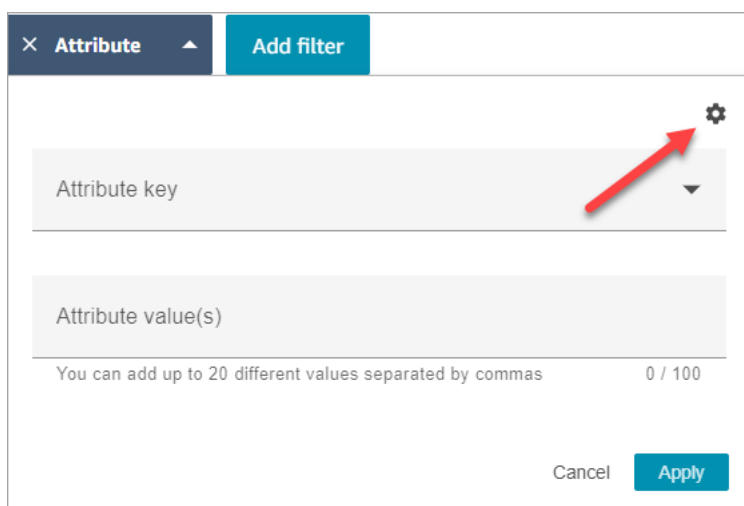 Attribute Add filter
Attribute key
Attribute value(s)
You can add up to 20 different values separated by commas 0 / 100
Cancel Apply